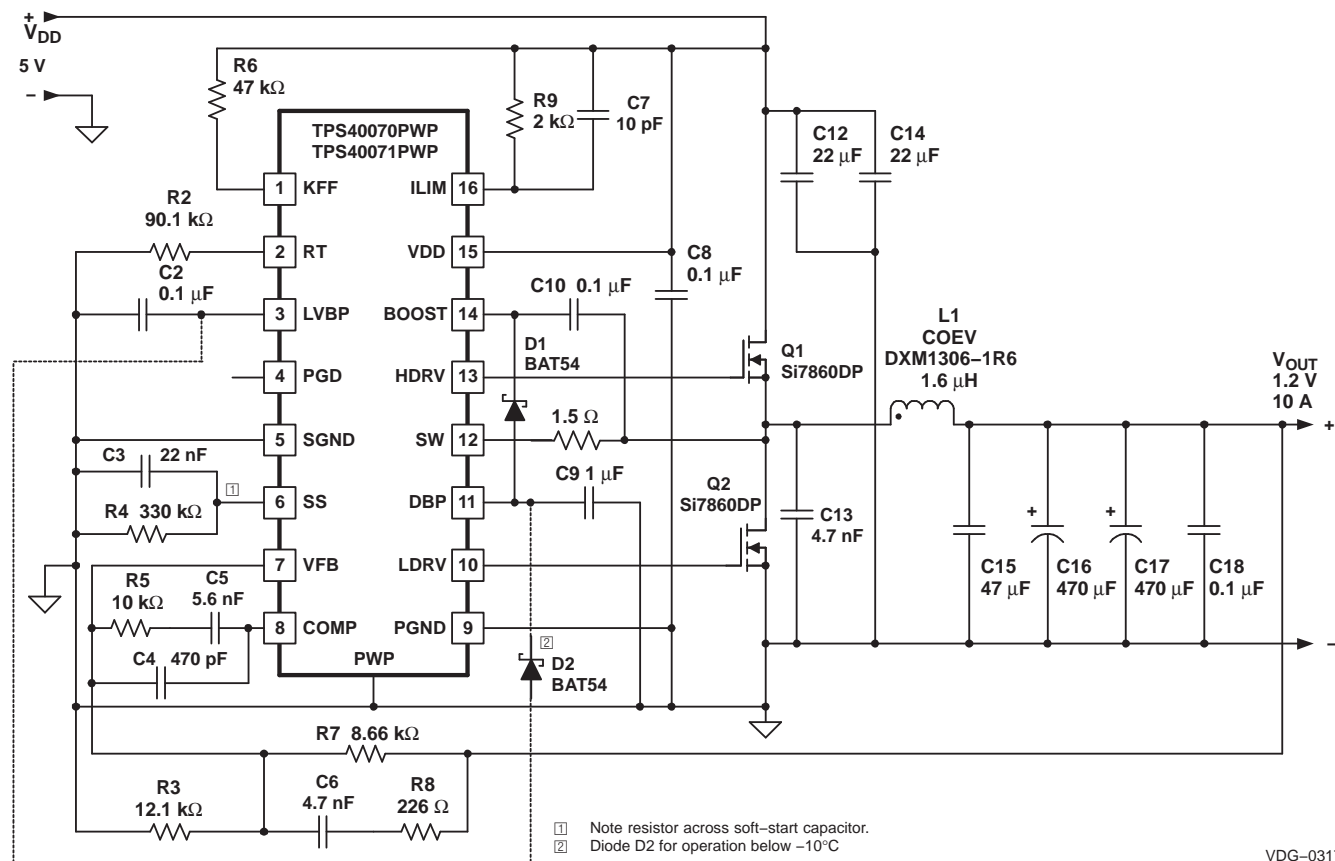 +
VDD
5 V
−
R6
47 kΩ
TPS40070PWP
TPS40071PWP
R9
2 kΩ
C7
10 pF
C12
22 μF
C14
22 μF
1 KFF
ILIM 16
R2
90.1 kΩ
2 RT
VDD 15
C8
0.1 μF
C2
0.1 μF
C10 0.1 μF
3 LVBP
BOOST 14
D1
BAT54
4 PGD
HDRV 13
Q1
Si7860DP
L1
COEV
DXM1306−1R6
1.6 μH
VOUT
1.2 V
10 A
1.5 Ω
5 SGND
SW 12
+
C3 22 nF
1
C9 1 μF
Q2
Si7860DP
6 SS
DBP 11
R4 330 kΩ
C13
4.7 nF
+
+
7 VFB
LDRV 10
C15
47 μF
C16
470 μF
C17
470 μF
C18
0.1 μF
R5
10 kΩ
C5
5.6 nF
8 COMP
PGND 9
2
−
C4 470 pF
PWP
D2
BAT54
R7 8.66 kΩ
R3
12.1 kΩ
C6
4.7 nF
R8
226 Ω
1 Note resistor across soft−start capacitor.
2 Diode D2 for operation below −10°C